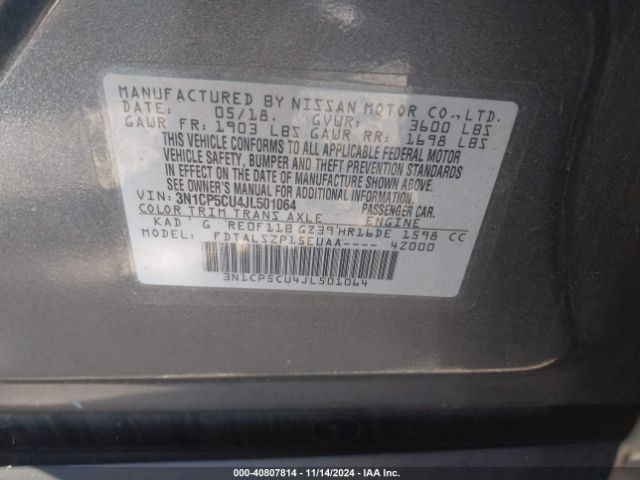 MANUFACTURED BY NISSAN MOTOR CO.,LTD.
DATE: 05/18. GVWR: 3600 LBS
GAWR FR: 1903 LBS GAWR RR: 1698 LBS
THIS VEHICLE CONFORMS TO ALL APPLICABLE FEDERAL MOTOR
VEHICLE SAFETY, BUMPER AND THEFT PREVENTION STANDARDS
IN EFFECT ON THE DATE OF MANUFACTURE SHOWN ABOVE.
SEE OWNER'S MANUAL FOR ADDITIONAL INFORMATION.
VIN: 3N1CP5CU4JL501064 PASSENGER CAR.
COLOR TRIM TRANS AXLE ENGINE
KAD G RE0F11B GZ39 HR16DE 1598 CC
MODEL: FDTALSZP15EUAA---- 4Z000
3N1CP5CU4JL501064
000-40807814 | 11/14/2024 | IAA Inc.